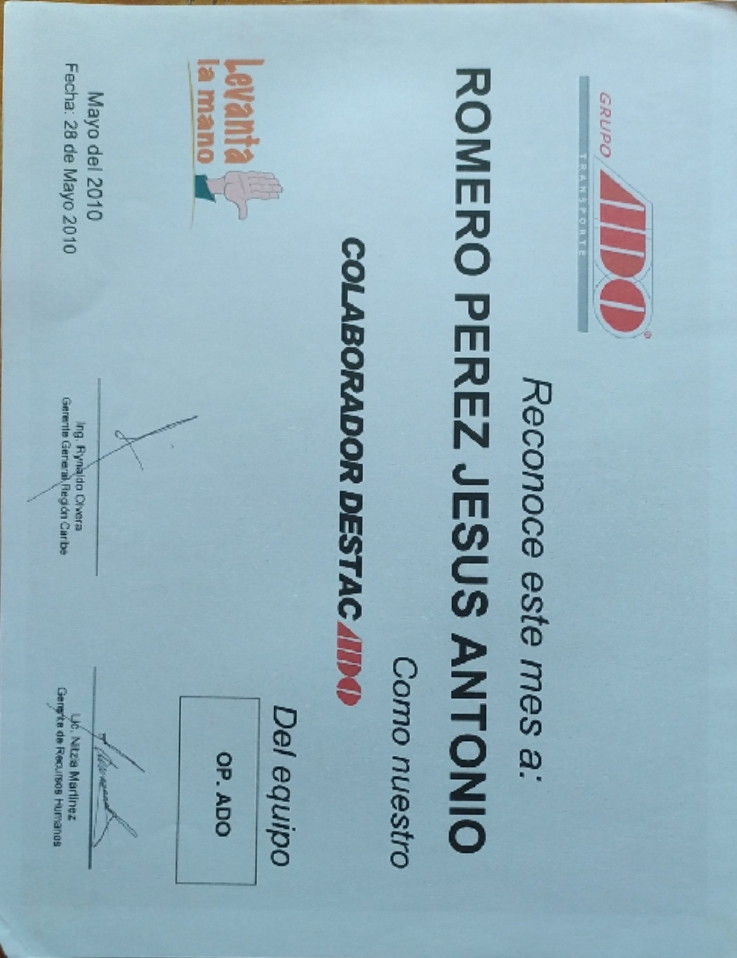 GRUPO ADO
TRANSPORTE
Reconoce este mes a:
ROMERO PEREZ JESUS ANTONIO
Como nuestro
COLABORADOR DESTACADO
Del equipo
OP. ADO
Levanta
la mano
Mayo del 2010
Fecha: 28 de Mayo 2010
Ing. Rynaldo Olvera
Gerente General Región Caribe
Lic. Nitzia Martinez
Gerente de Recursos Humanos